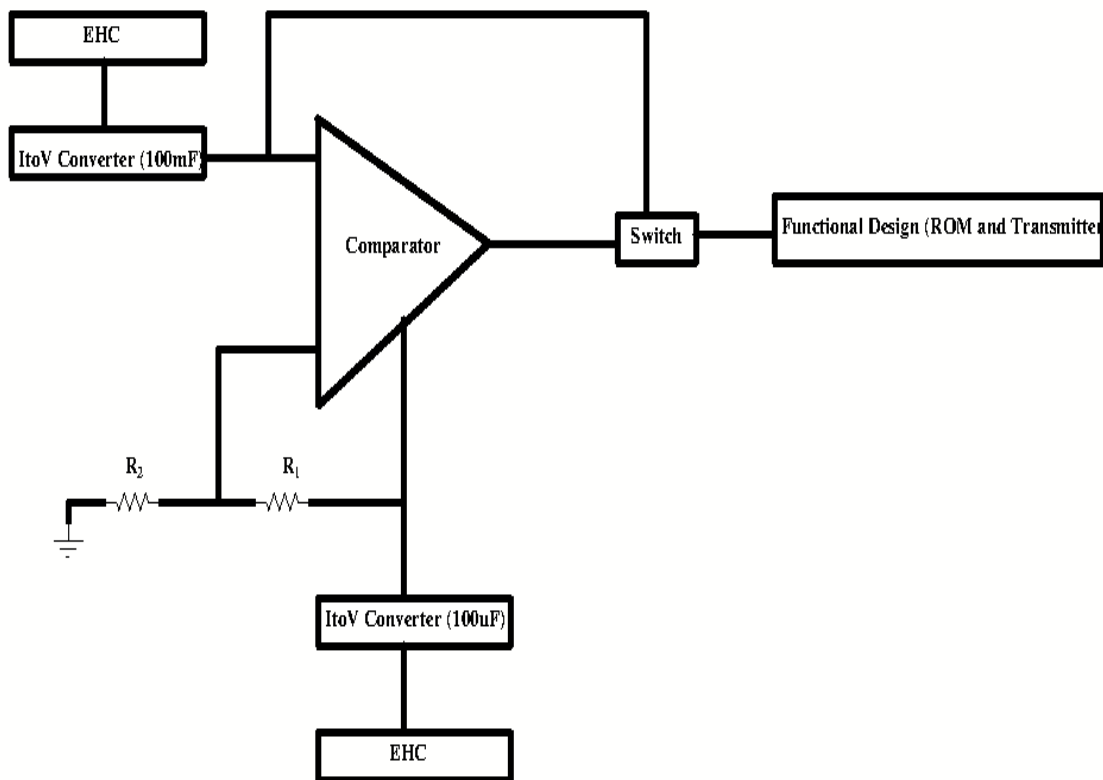 EHC
ItoV Converter (100mF)
Comparator
Switch
Functional Design (ROM and Transmitter
R2
R1
ItoV Converter (100uF)
EHC